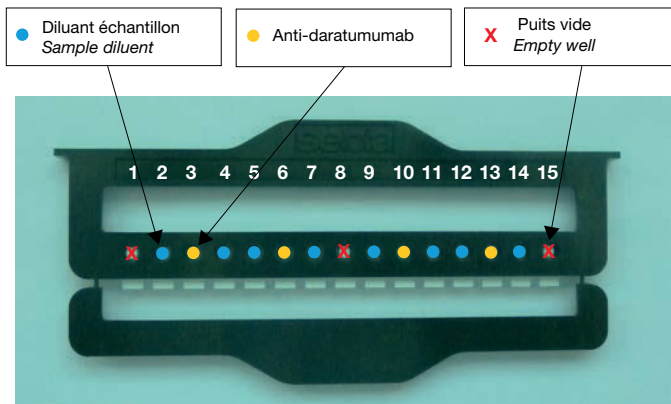 Diluant échantillon
Sample diluent
Anti-daratumumab
X Puits vide
Empty well
sebia
1 2 3 4 5 6 7 8 9 10 11 12 13 14 15
X X X